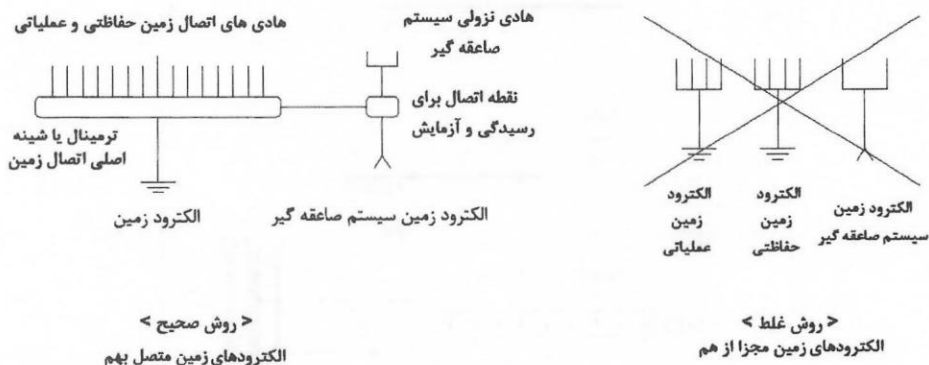 هادی های اتصال زمین حفاظتی و عملیاتی
هادی نزولی سیستم
صاعقه گیر
نقطه اتصال برای
رسیدگی و آزمایش
ترمینال یا شینه
اصلی اتصال زمین
الکترود زمین
الکترود زمین سیستم صاعقه گیر
< روش صحیح >
الکترودهای زمین متصل بهم
الکترود
زمین
عملیاتی
الکترود
زمین
حفاظتی
الکترود زمین
سیستم صاعقه گیر
< روش غلط >
الکترودهای زمین مجزا از هم